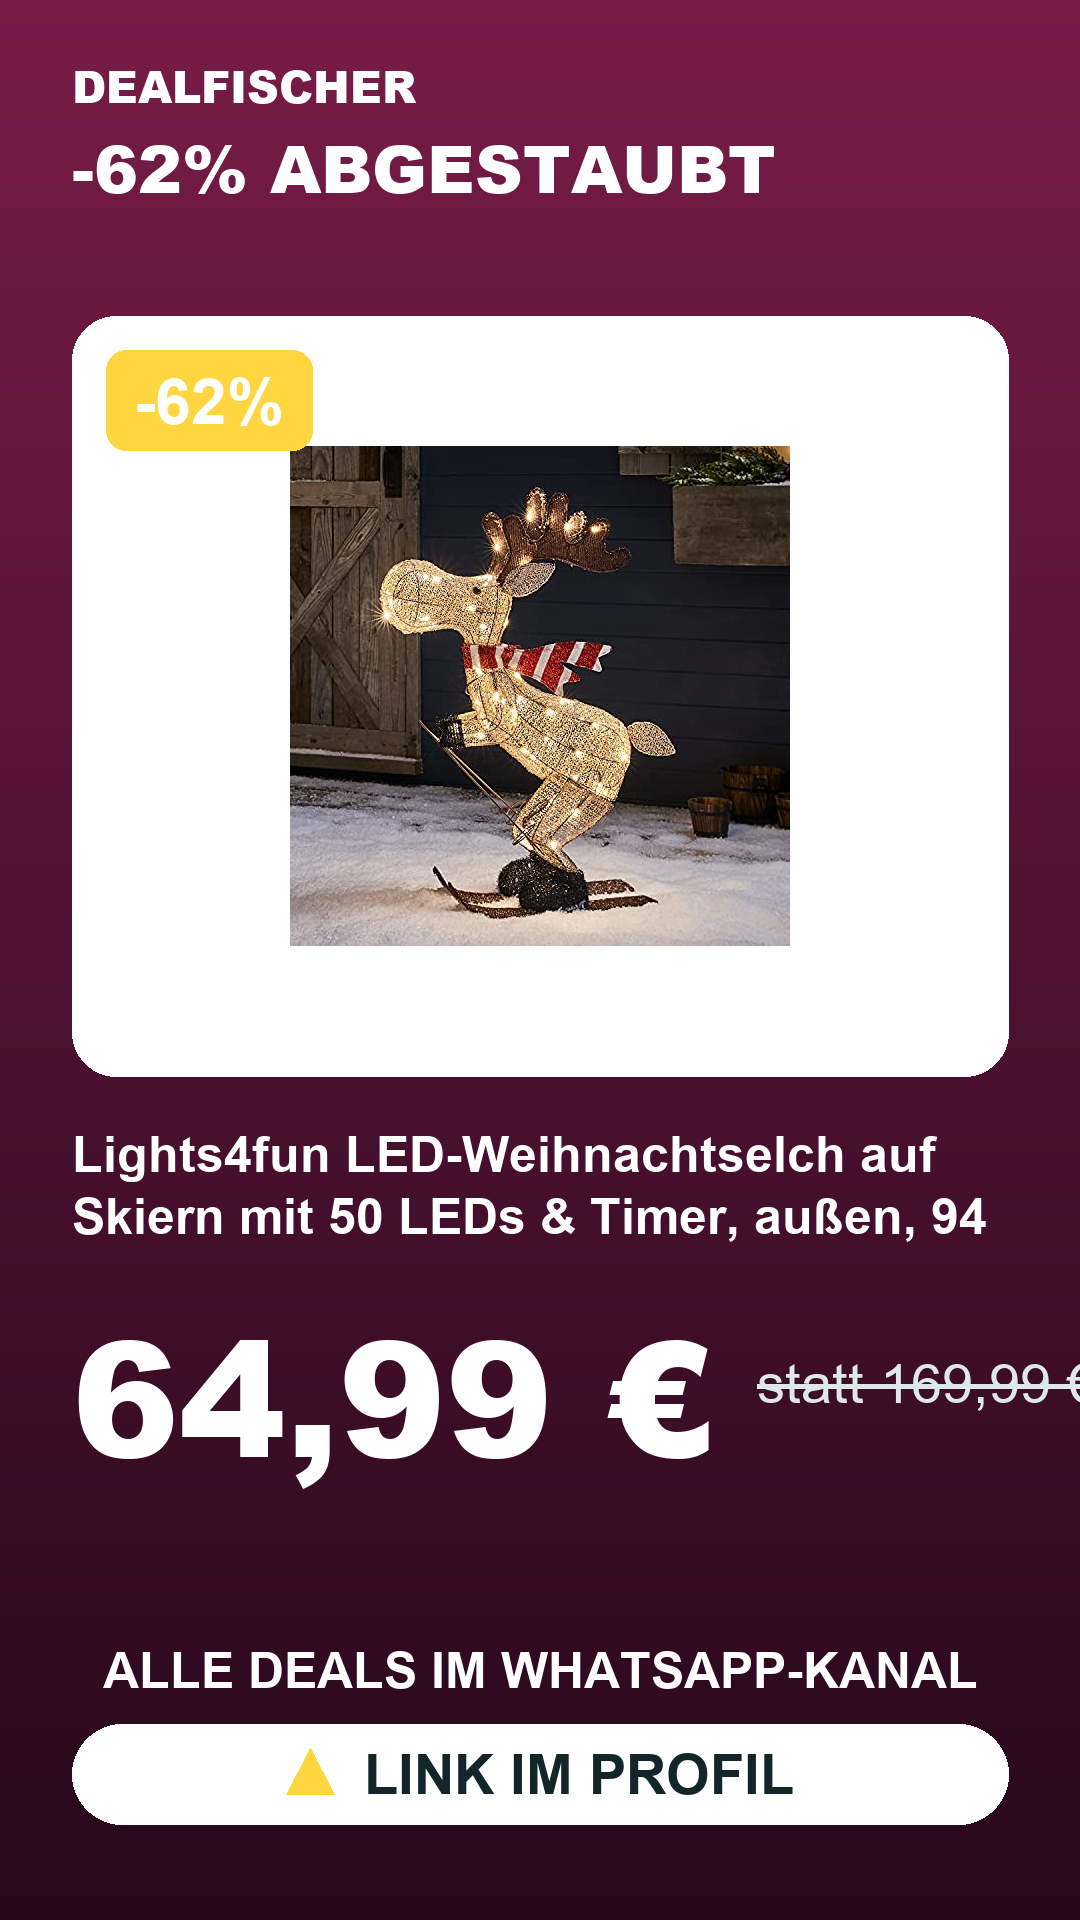 DEALFISCHER
-62% ABGESTAUBT
-62%
Lights4fun LED-Weihnachtselch auf
Skiern mit 50 LEDs & Timer, außen, 94
64,99 € statt 169,99 €
ALLE DEALS IM WHATSAPP-KANAL
LINK IM PROFIL